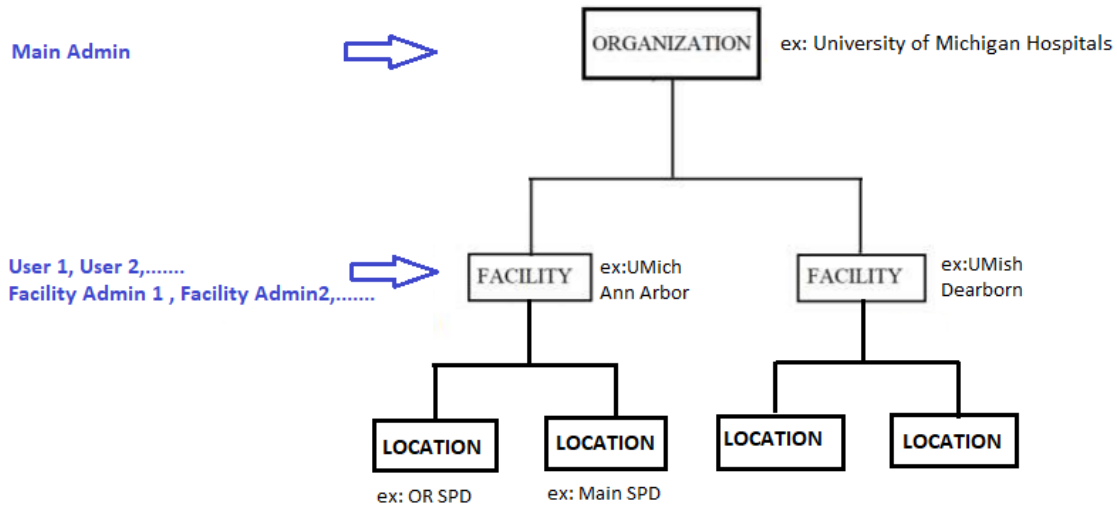 Main Admin
ORGANIZATION
ex: University of Michigan Hospitals
User 1, User 2,.......
Facility Admin 1 , Facility Admin2,.......
FACILITY
ex:UMich
Ann Arbor
FACILITY
ex:UMish
Dearborn
LOCATION
LOCATION
LOCATION
LOCATION
ex: OR SPD
ex: Main SPD